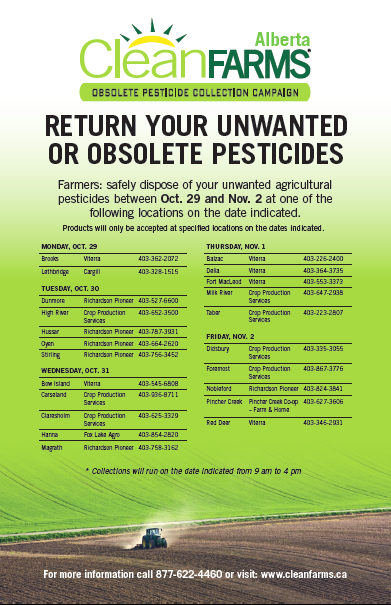 Alberta
CleanFARMS®
OBSOLETE PESTICIDE COLLECTION CAMPAIGN
RETURN YOUR UNWANTED
OR OBSOLETE PESTICIDES
Farmers: safely dispose of your unwanted agricultural
pesticides between Oct. 29 and Nov. 2 at one of the
following locations on the date indicated.
Products will only be accepted at specified locations on the dates indicated.
MONDAY, OCT. 29
Brooks Viterra 403-362-2072
Lethbridge Cargill 403-328-1515
TUESDAY, OCT. 30
Dunmore Richardson Pioneer 403-527-6600
High River Crop Production 403-652-3500
Services
Hussar Richardson Pioneer 403-787-3931
Oyen Richardson Pioneer 403-664-2620
Stirling Richardson Pioneer 403-756-3452
WEDNESDAY, OCT. 31
Bow Island Viterra 403-545-6808
Carseland Crop Production 403-936-8711
Services
Claresholm Crop Production 403-625-3329
Services
Hanna Fox Lake Agro 403-854-2820
Magrath Richardson Pioneer 403-758-3162
THURSDAY, NOV. 1
Balzac Viterra 403-226-2400
Delia Viterra 403-364-3735
Fort MacLeod Viterra 403-553-3373
Milk River Crop Production 403-647-2938
Services
Taber Crop Production 403-223-2807
Services
FRIDAY, NOV. 2
Didsbury Crop Production 403-335-3055
Services
Foremost Crop Production 403-867-3776
Services
Nobleford Richardson Pioneer 403-824-3841
Pincher Creek Pincher Creek Co-op 403-627-3606
– Farm & Home
Red Deer Viterra 403-346-2931
* Collections will run on the date indicated from 9 am to 4 pm
For more information call 877-622-4460 or visit: www.cleanfarms.ca